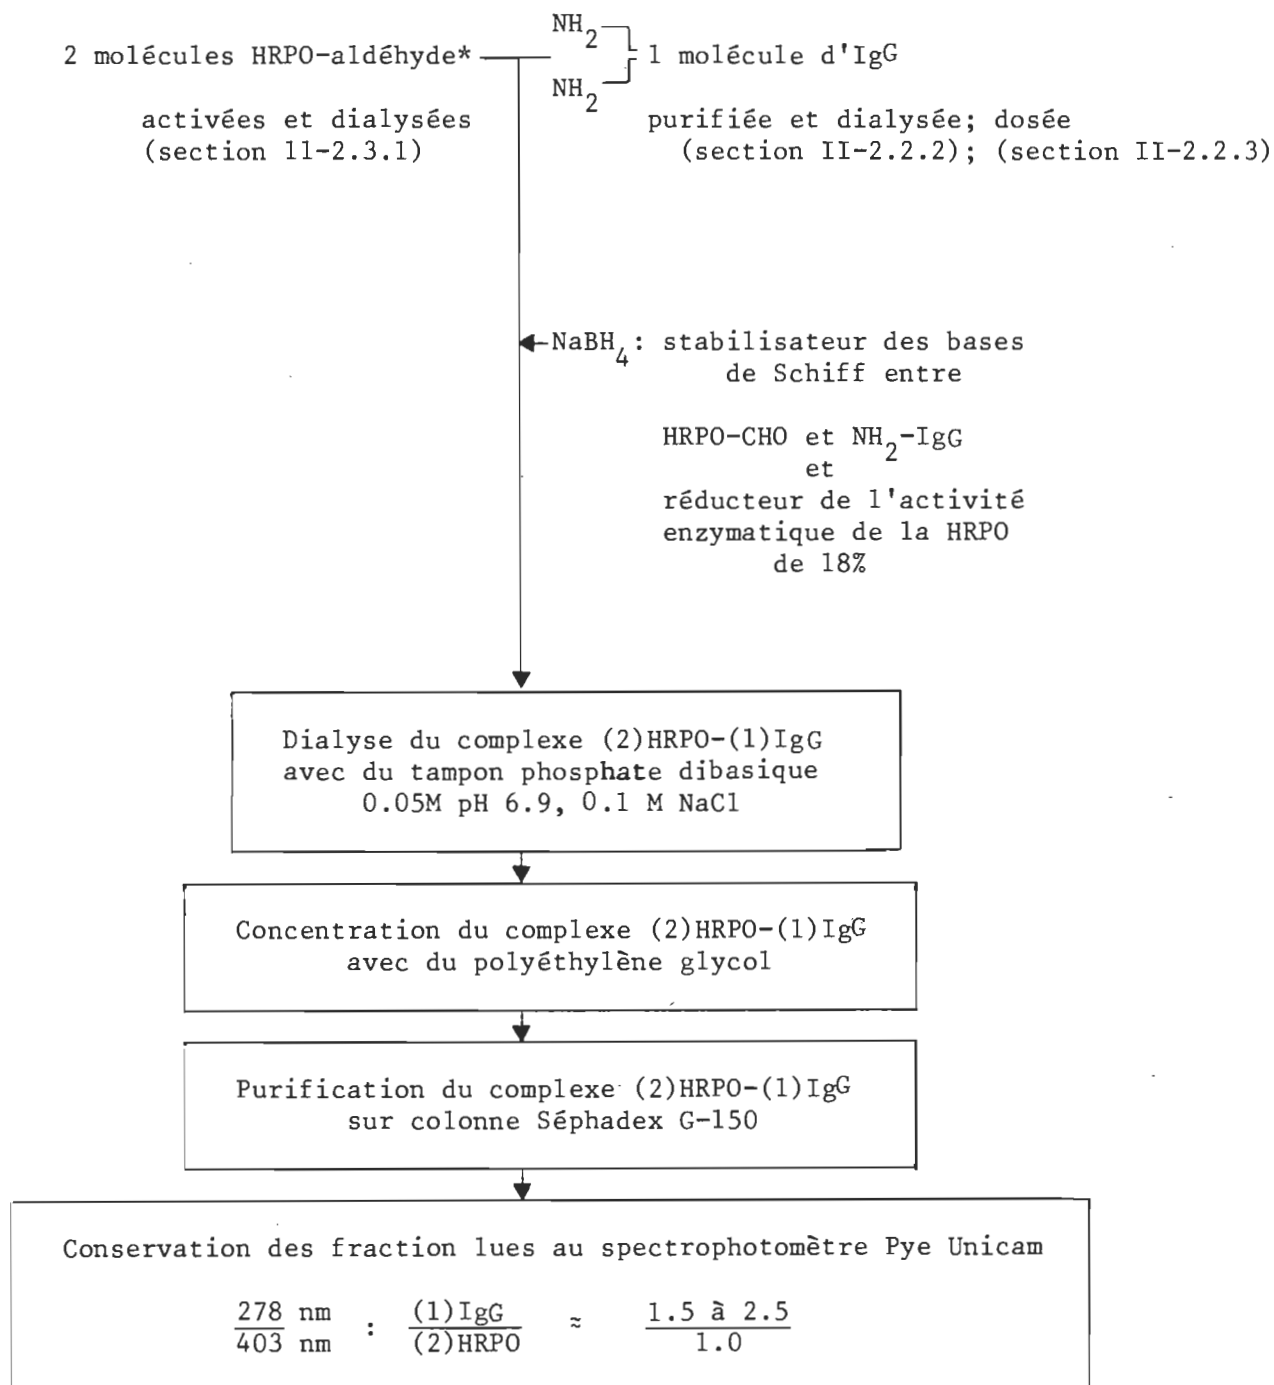 NH2
2 molécules HRPO-aldéhyde* 1 molécule d'IgG
NH2
activées et dialysées purifiée et dialysée; dosée
(section 11-2.3.1) (section II-2.2.2); (section II-2.2.3)
NaBH4: stabilisateur des bases
de Schiff entre
HRPO-CHO et NH2-IgG
et
réducteur de l'activité
enzymatique de la HRPO
de 18%
Dialyse du complexe (2)HRPO-(1)IgG
avec du tampon phosphate dibasique
0.05M pH 6.9, 0.1 M NaCl
Concentration du complexe (2)HRPO-(1)IgG
avec du polyéthylène glycol
Purification du complexe (2)HRPO-(1)IgG
sur colonne Séphadex G-150
Conservation des fraction lues au spectrophotomètre Pye Unicam
278 nm (1)IgG 1.5 à 2.5
: ≈
403 nm (2)HRPO 1.0